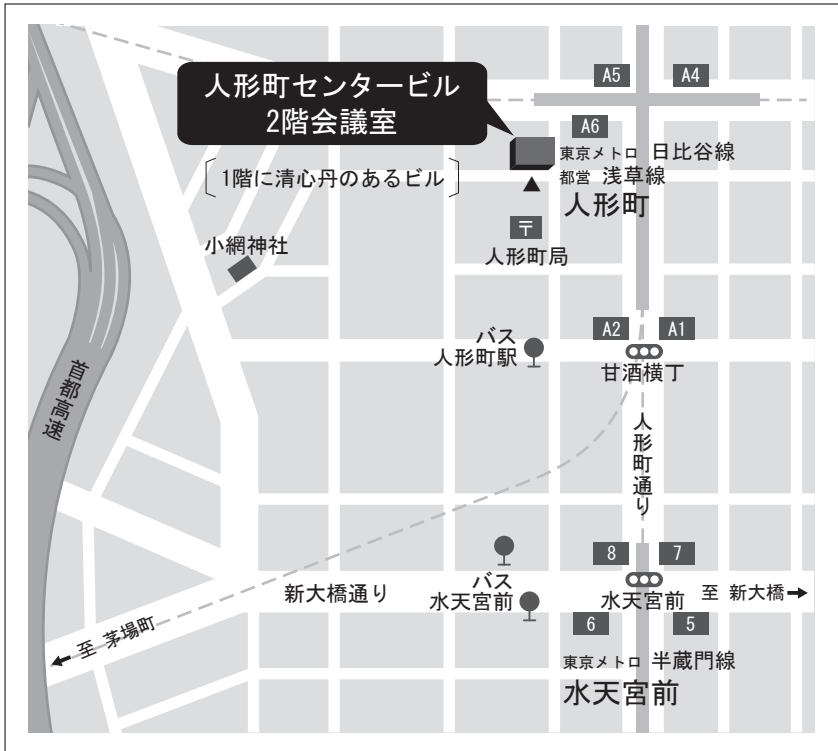 人形町センタービル
2階会議室
1階に清心丹のあるビル
A5
A4
A6
東京メトロ 日比谷線
都営 浅草線
人形町
〒
人形町局
小網神社
バス
人形町駅
A2
A1
甘酒横丁
首都高速
人形町通り
8
7
バス
水天宮前
新大橋通り
水天宮前
至 新大橋➡
6
5
⬅至 茅場町
東京メトロ 半蔵門線
水天宮前